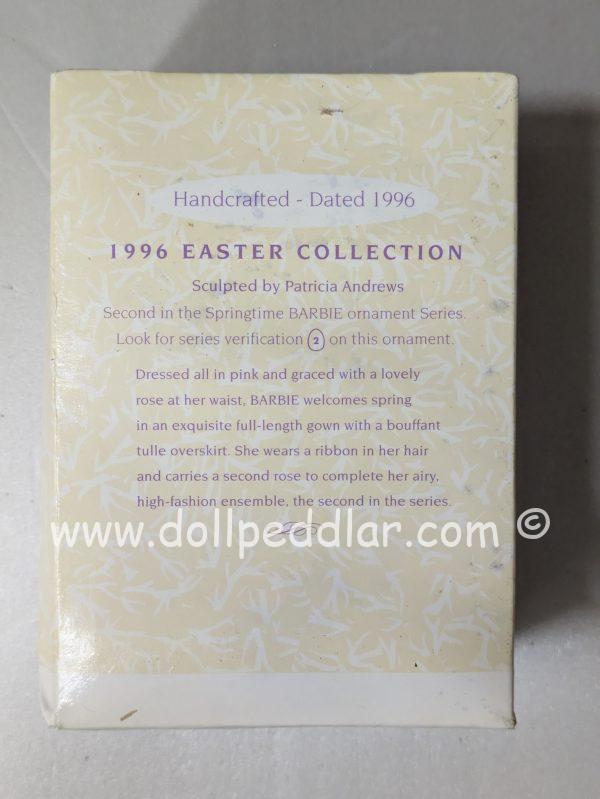 Handcrafted - Dated 1996
1996 EASTER COLLECTION
Sculpted by Patricia Andrews
Second in the Springtime BARBIE ornament Series.
Look for series verification 2 on this ornament.
Dressed all in pink and graced with a lovely
rose at her waist, BARBIE welcomes spring
in an exquisite full-length gown with a bouffant
tulle overskirt. She wears a ribbon in her hair
and carries a second rose to complete her airy,
high-fashion ensemble, the second in the series.
www.dollpeddlar.com ©